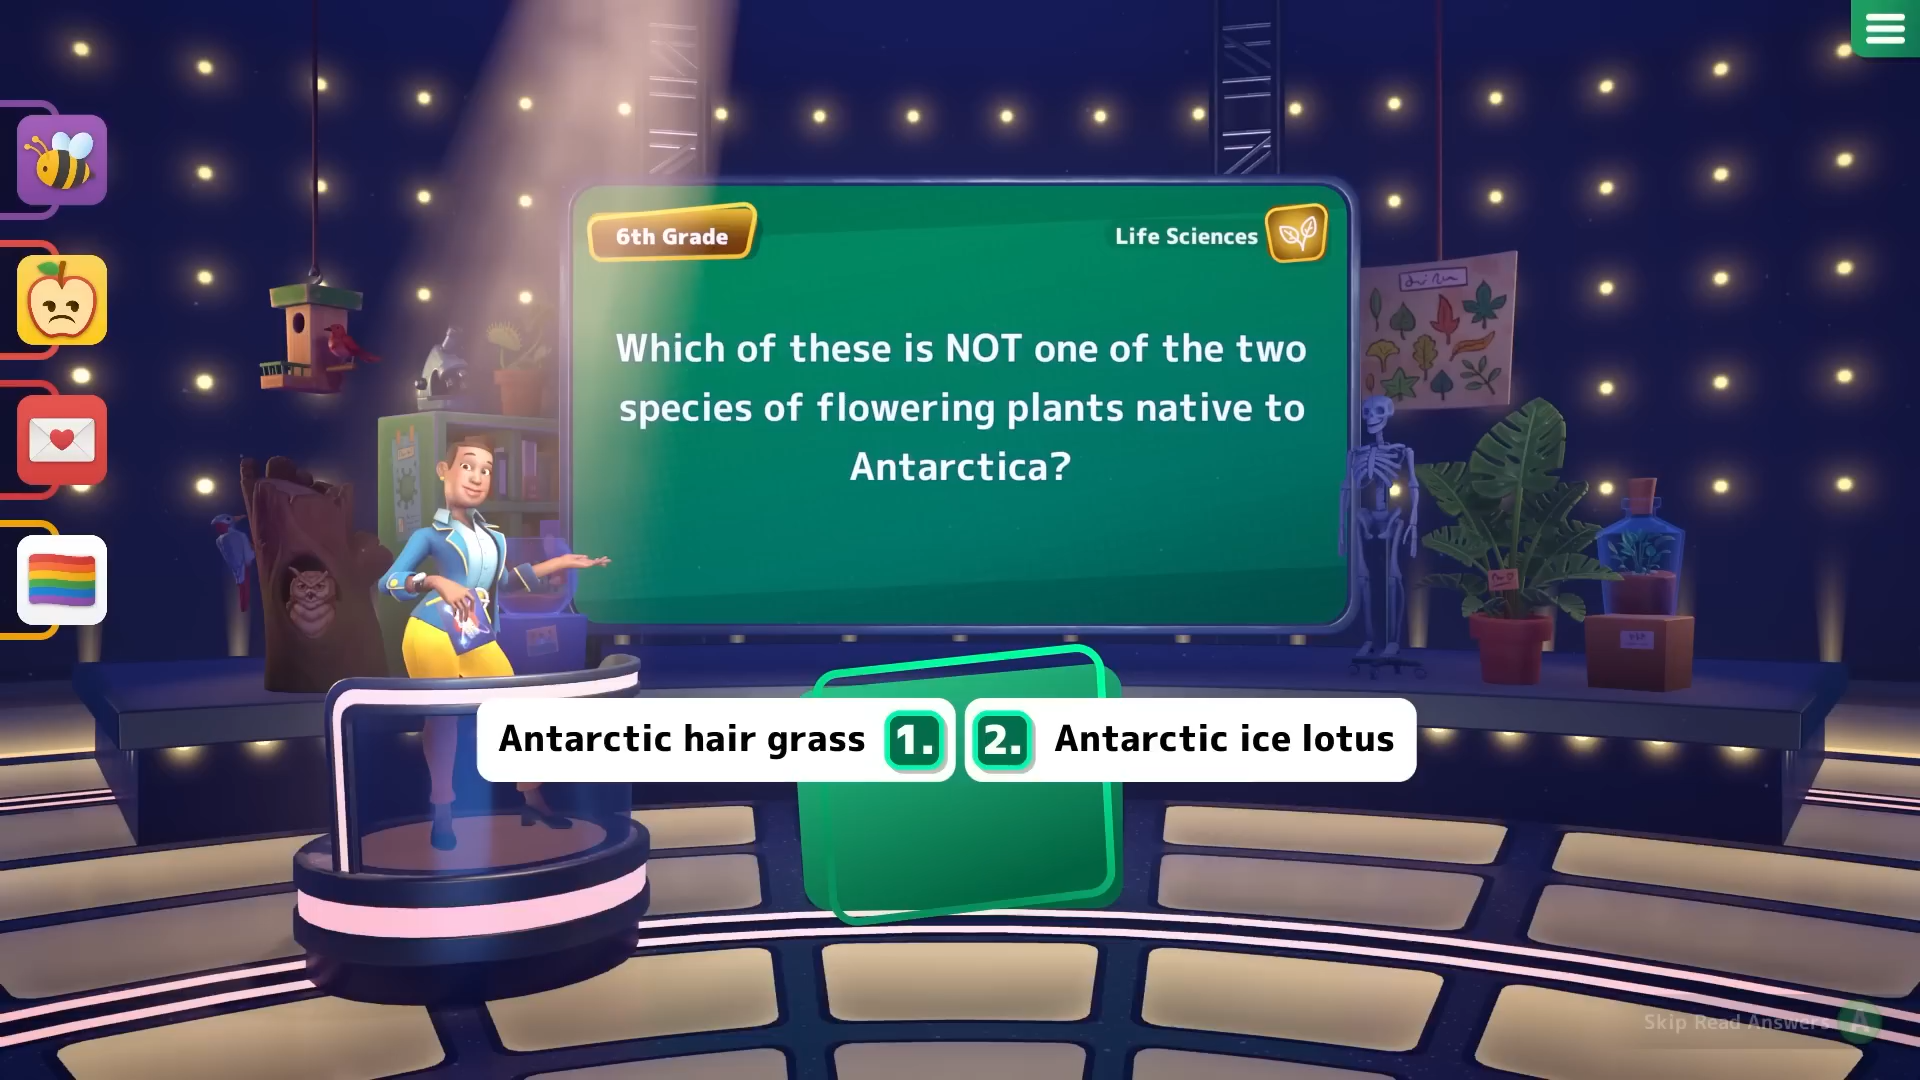 6th Grade
Life Sciences
Which of these is NOT one of the two
species of flowering plants native to
Antarctica?
Antarctic hair grass 1.
2. Antarctic ice lotus
Skip Read Answers A